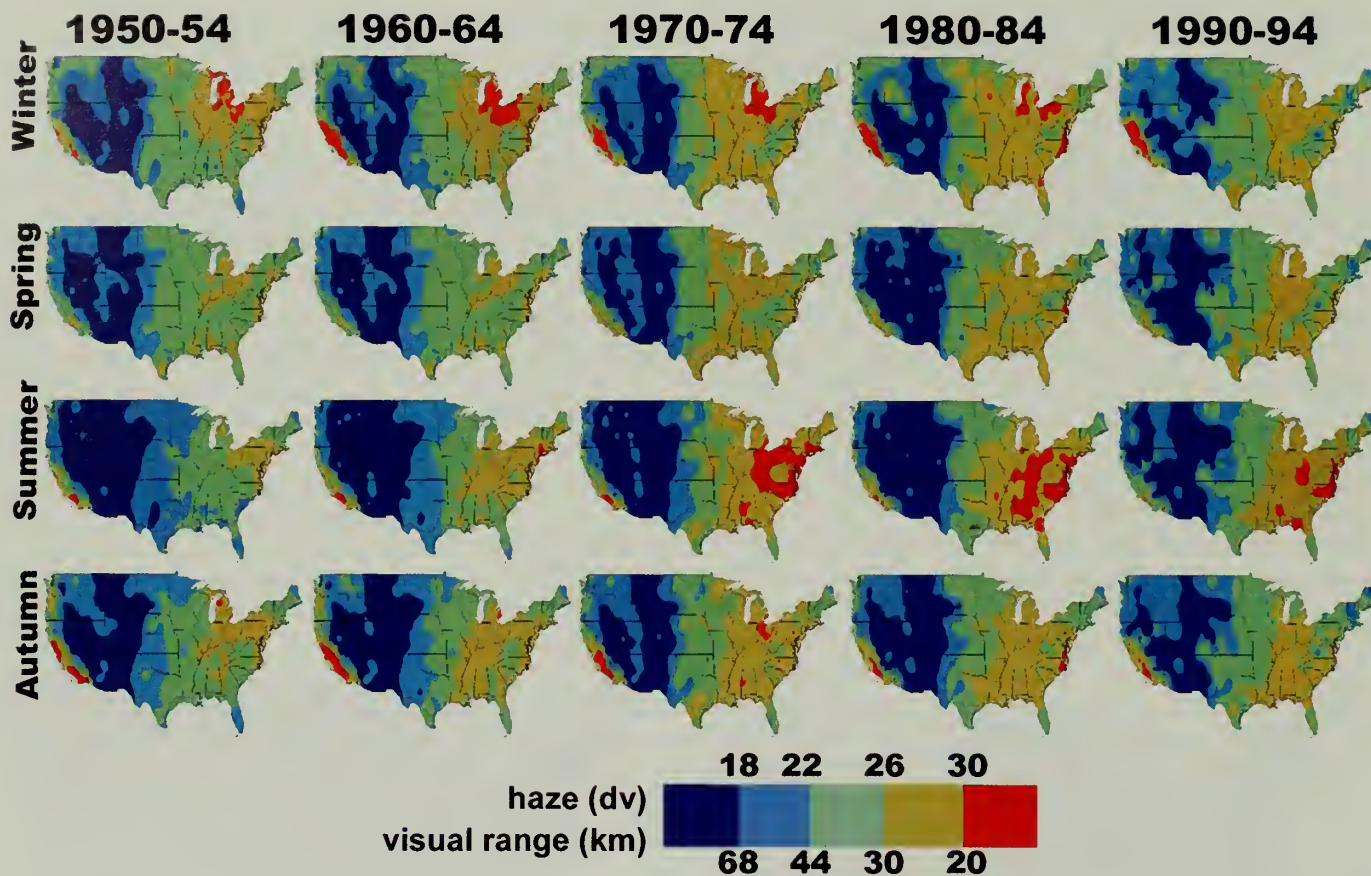 1950-54 1960-64 1970-74 1980-84 1990-94
Winter
Spring
Summer
Autumn
18 22 26 30
haze (dv)
visual range (km)
68 44 30 20